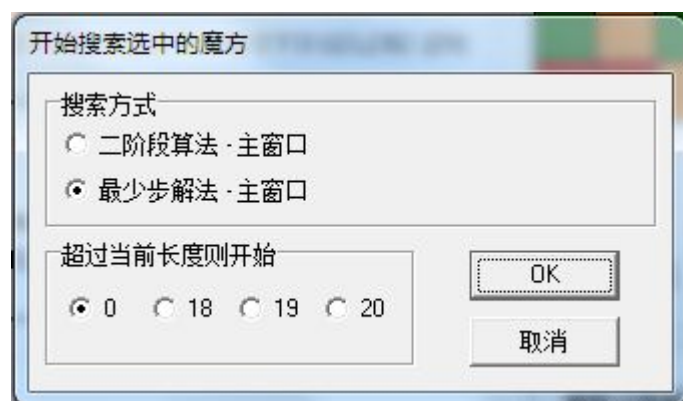 开始搜索选中的魔方
搜索方式
二阶段算法 - 主窗口
最少步解法 - 主窗口
超过当前长度则开始
0 18 19 20
OK
取消